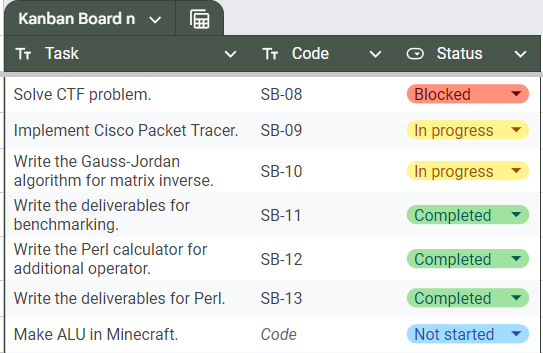 Kanban Board n
Tт Task Tт Code Status
Solve CTF problem. SB-08 Blocked
Implement Cisco Packet Tracer. SB-09 In progress
Write the Gauss-Jordan
algorithm for matrix inverse. SB-10 In progress
Write the deliverables for
benchmarking. SB-11 Completed
Write the Perl calculator for
additional operator. SB-12 Completed
Write the deliverables for Perl. SB-13 Completed
Make ALU in Minecraft. Code Not started